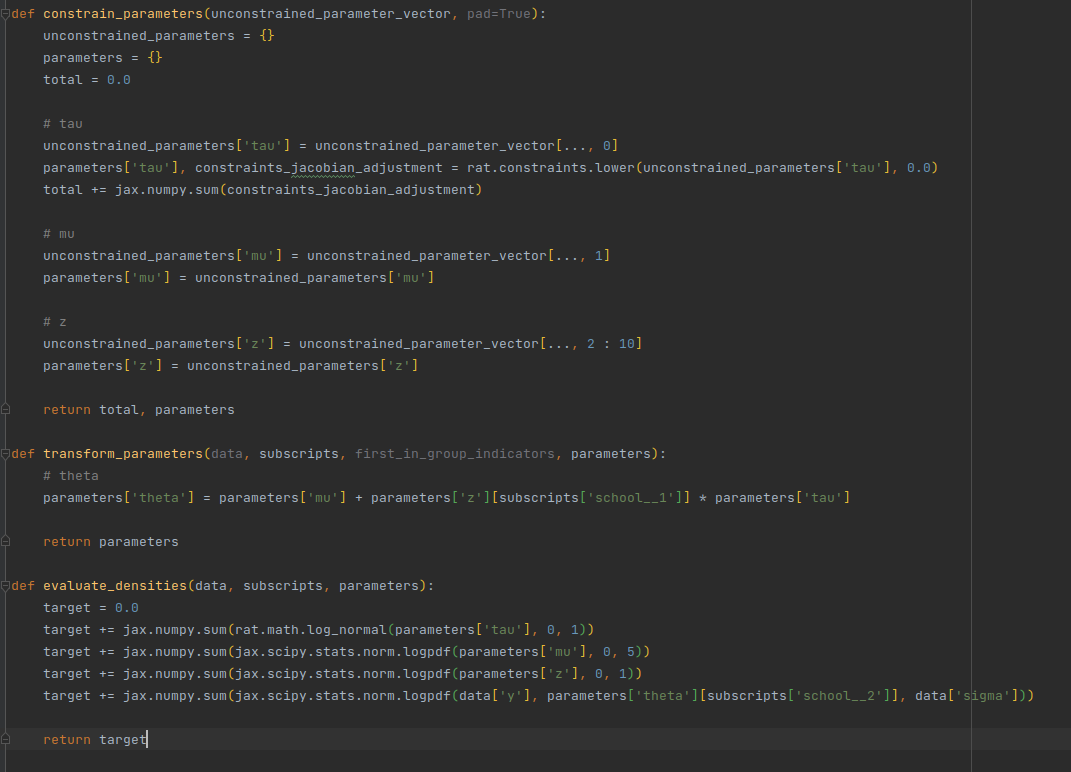 def constrain_parameters(unconstrained_parameter_vector, pad=True):
    unconstrained_parameters = {}
    parameters = {}
    total = 0.0

    # tau
    unconstrained_parameters['tau'] = unconstrained_parameter_vector[..., 0]
    parameters['tau'], constraints_jacobian_adjustment = rat.constraints.lower(unconstrained_parameters['tau'], 0.0)
    total += jax.numpy.sum(constraints_jacobian_adjustment)

    # mu
    unconstrained_parameters['mu'] = unconstrained_parameter_vector[..., 1]
    parameters['mu'] = unconstrained_parameters['mu']

    # z
    unconstrained_parameters['z'] = unconstrained_parameter_vector[..., 2 : 10]
    parameters['z'] = unconstrained_parameters['z']

    return total, parameters

def transform_parameters(data, subscripts, first_in_group_indicators, parameters):
    # theta
    parameters['theta'] = parameters['mu'] + parameters['z'][subscripts['school__1']] * parameters['tau']

    return parameters

def evaluate_densities(data, subscripts, parameters):
    target = 0.0
    target += jax.numpy.sum(rat.math.log_normal(parameters['tau'], 0, 1))
    target += jax.numpy.sum(jax.scipy.stats.norm.logpdf(parameters['mu'], 0, 5))
    target += jax.numpy.sum(jax.scipy.stats.norm.logpdf(parameters['z'], 0, 1))
    target += jax.numpy.sum(jax.scipy.stats.norm.logpdf(data['y'], parameters['theta'][subscripts['school__2']], data['sigma']))

    return target